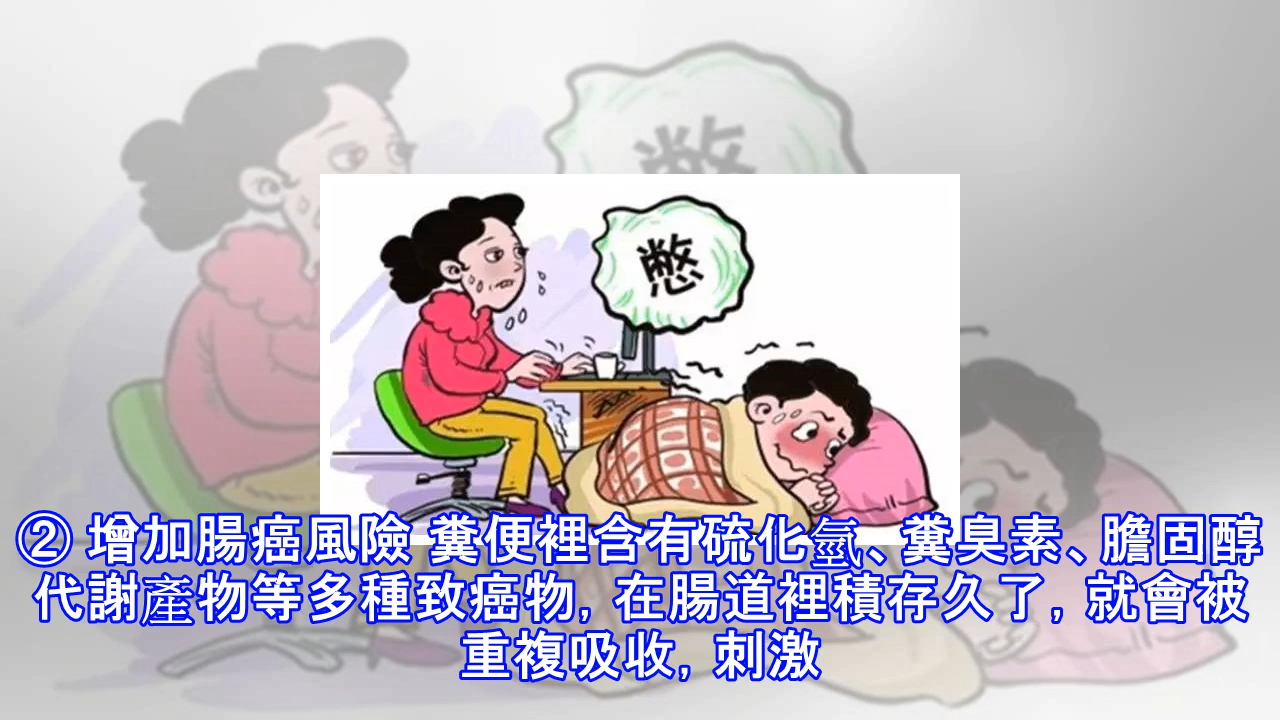 憋
② 增加腸癌風險 糞便裡含有硫化氫、糞臭素、膽固醇
代謝產物等多種致癌物, 在腸道裡積存久了, 就會被
重複吸收, 刺激